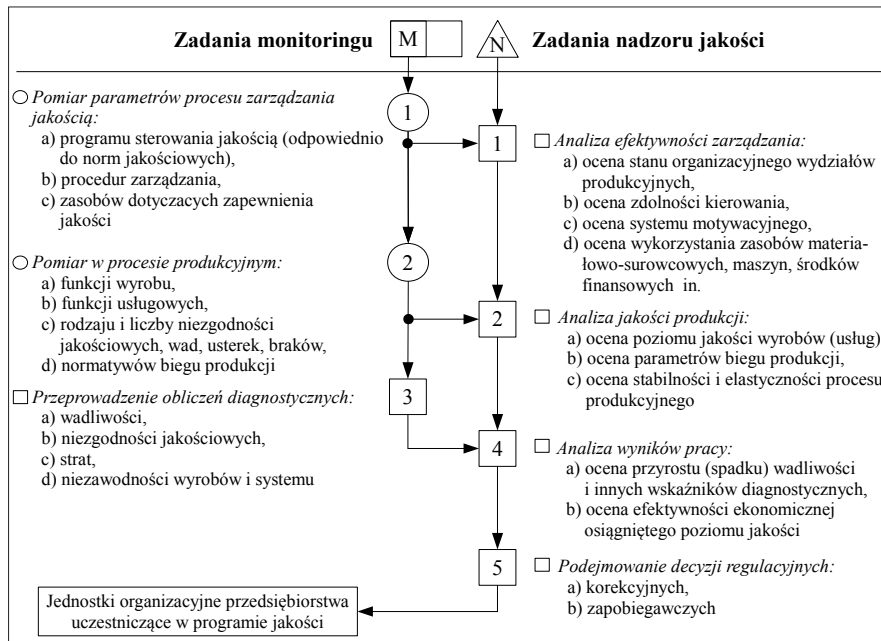 Zadania monitoringu
M
N
Zadania nadzoru jakości
Pomiar parametrów procesu zarządzania
jakością:
a) programu sterowania jakością (odpowiednio
do norm jakościowych),
b) procedur zarządzania,
c) zasobów dotyczacych zapewnienia
jakości
Pomiar w procesie produkcyjnym:
a) funkcji wyrobu,
b) funkcji usługowych,
c) rodzaju i liczby niezgodności
jakościowych, wad, usterek, braków,
d) normatywów biegu produkcji
Przeprowadzenie obliczeń diagnostycznych:
a) wadliwości,
b) niezgodności jakościowych,
c) strat,
d) niezawodności wyrobów i systemu
1
2
3
1
2
4
5
Analiza efektywności zarządzania:
a) ocena stanu organizacyjnego wydziałów
produkcyjnych,
b) ocena zdolności kierowania,
c) ocena systemu motywacyjnego,
d) ocena wykorzystania zasobów materia-
łowo-surowcowych, maszyn, środków
finansowych in.
Analiza jakości produkcji:
a) ocena poziomu jakości wyrobów (usług)
b) ocena parametrów biegu produkcji,
c) ocena stabilności i elastyczności procesu
produkcyjnego
Analiza wyników pracy:
a) ocena przyrostu (spadku) wadliwości
i innych wskaźników diagnostycznych,
b) ocena efektywności ekonomicznej
osiągniętego poziomu jakości
Podejmowanie decyzji regulacyjnych:
a) korekcyjnych,
b) zapobiegawczych
Jednostki organizacyjne przedsiębiorstwa
uczestniczące w programie jakości